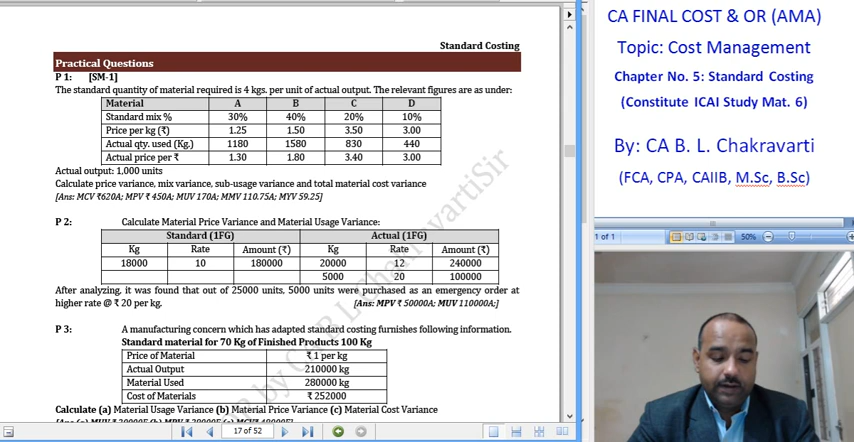 Standard Costing
Practical Questions
P 1: [SM-1]
The standard quantity of material required is 4 kgs, per unit of actual output. The relevant figures are as under:
Material A B C D
Standard mix % 30% 40% 20% 10%
Price per kg (₹) 1.25 1.50 3.50 3.00
Actual qty. used (Kg.) 1180 1580 830 440
Actual price per ₹ 1.30 1.80 3.40 3.00
Actual output: 1,000 units
Calculate price variance, mix variance, sub-usage variance and total material cost variance
[Ans: MCV ₹620A; MPV ₹ 450A; MUV 170A; MMV 110.75A; MYV 59.25]
P 2: Calculate Material Price Variance and Material Usage Variance:
Standard (1FG) Actual (1FG)
Kg Rate Amount (₹) Kg Rate Amount (₹)
18000 10 180000 20000 12 240000
5000 20 100000
After analyzing, it was found that out of 25000 units, 5000 units were purchased as an emergency order at
higher rate @ ₹ 20 per kg. [Ans: MPV ₹ 50000A; MUV 110000A;]
P 3: A manufacturing concern which has adapted standard costing furnishes following information.
Standard material for 70 Kg of Finished Products 100 Kg
Price of Material ₹ 1 per kg
Actual Output 210000 kg
Material Used 280000 kg
Cost of Materials ₹ 252000
Calculate (a) Material Usage Variance (b) Material Price Variance (c) Material Cost Variance
17 of 52
CA FINAL COST & OR (AMA)
Topic: Cost Management
Chapter No. 5: Standard Costing
(Constitute ICAI Study Mat. 6)
By: CA B. L. Chakravarti
(FCA, CPA, CAIIB, M.Sc, B.Sc)
1 of 1
50%